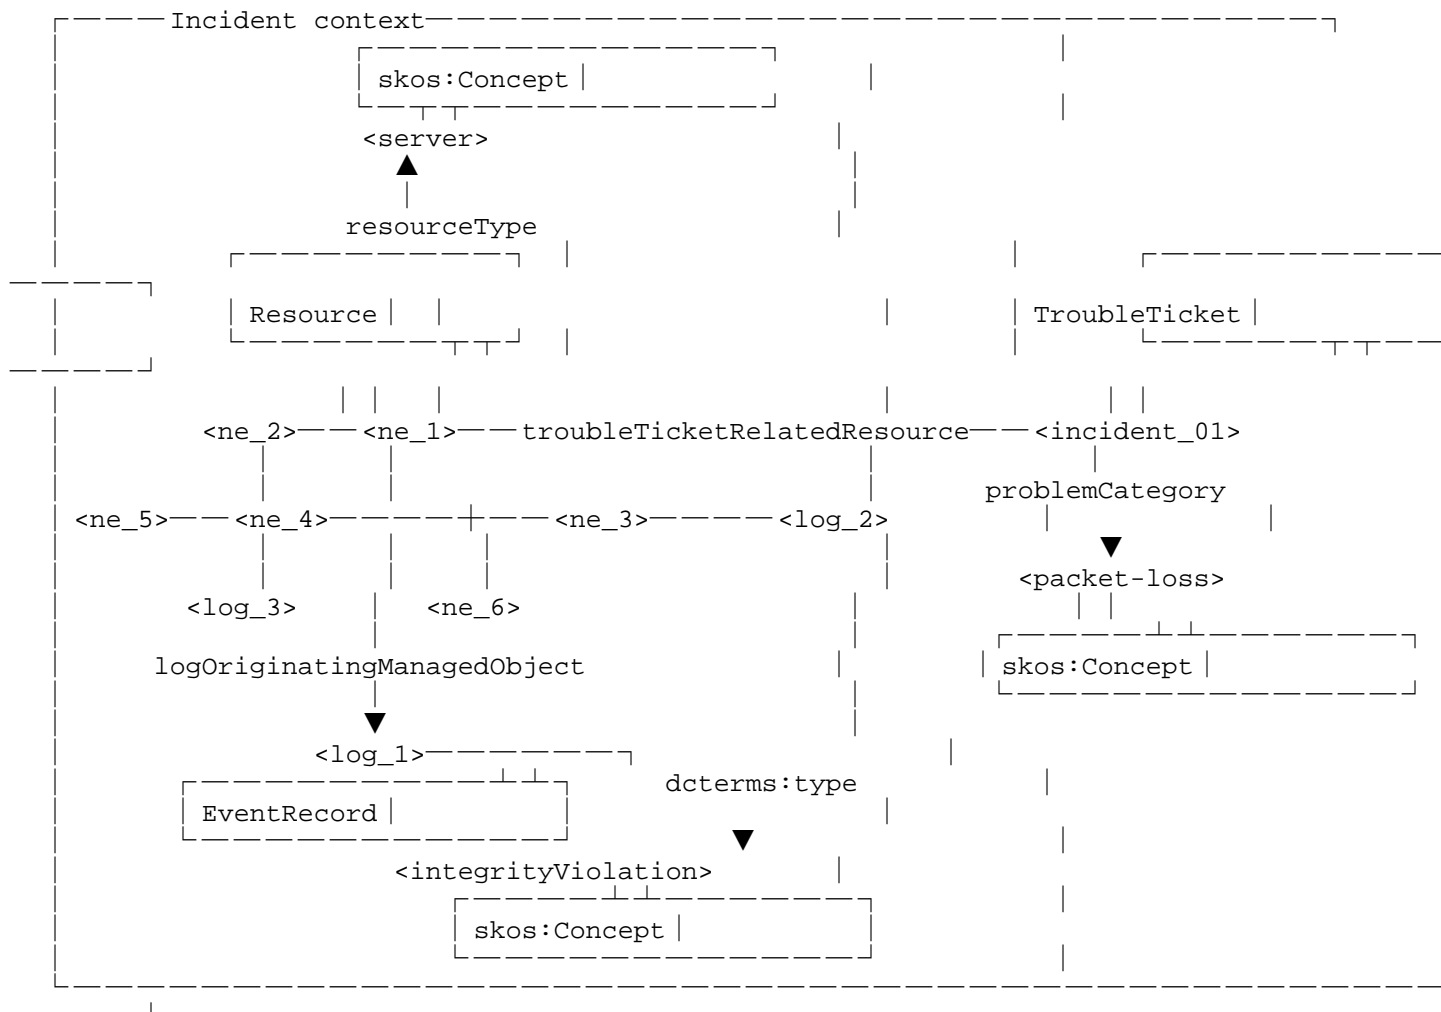 Incident context
skos:Concept
<server>
resourceType
Resource TroubleTicket
<ne_2> <ne_1> troubleTicketRelatedResource <incident_01>
problemCategory
<ne_5> <ne_4> <ne_3> <log_2>
<packet-loss>
<log_3> <ne_6>
logOriginatingManagedObject skos:Concept
<log_1>
dcterms:type
EventRecord
<integrityViolation>
skos:Concept